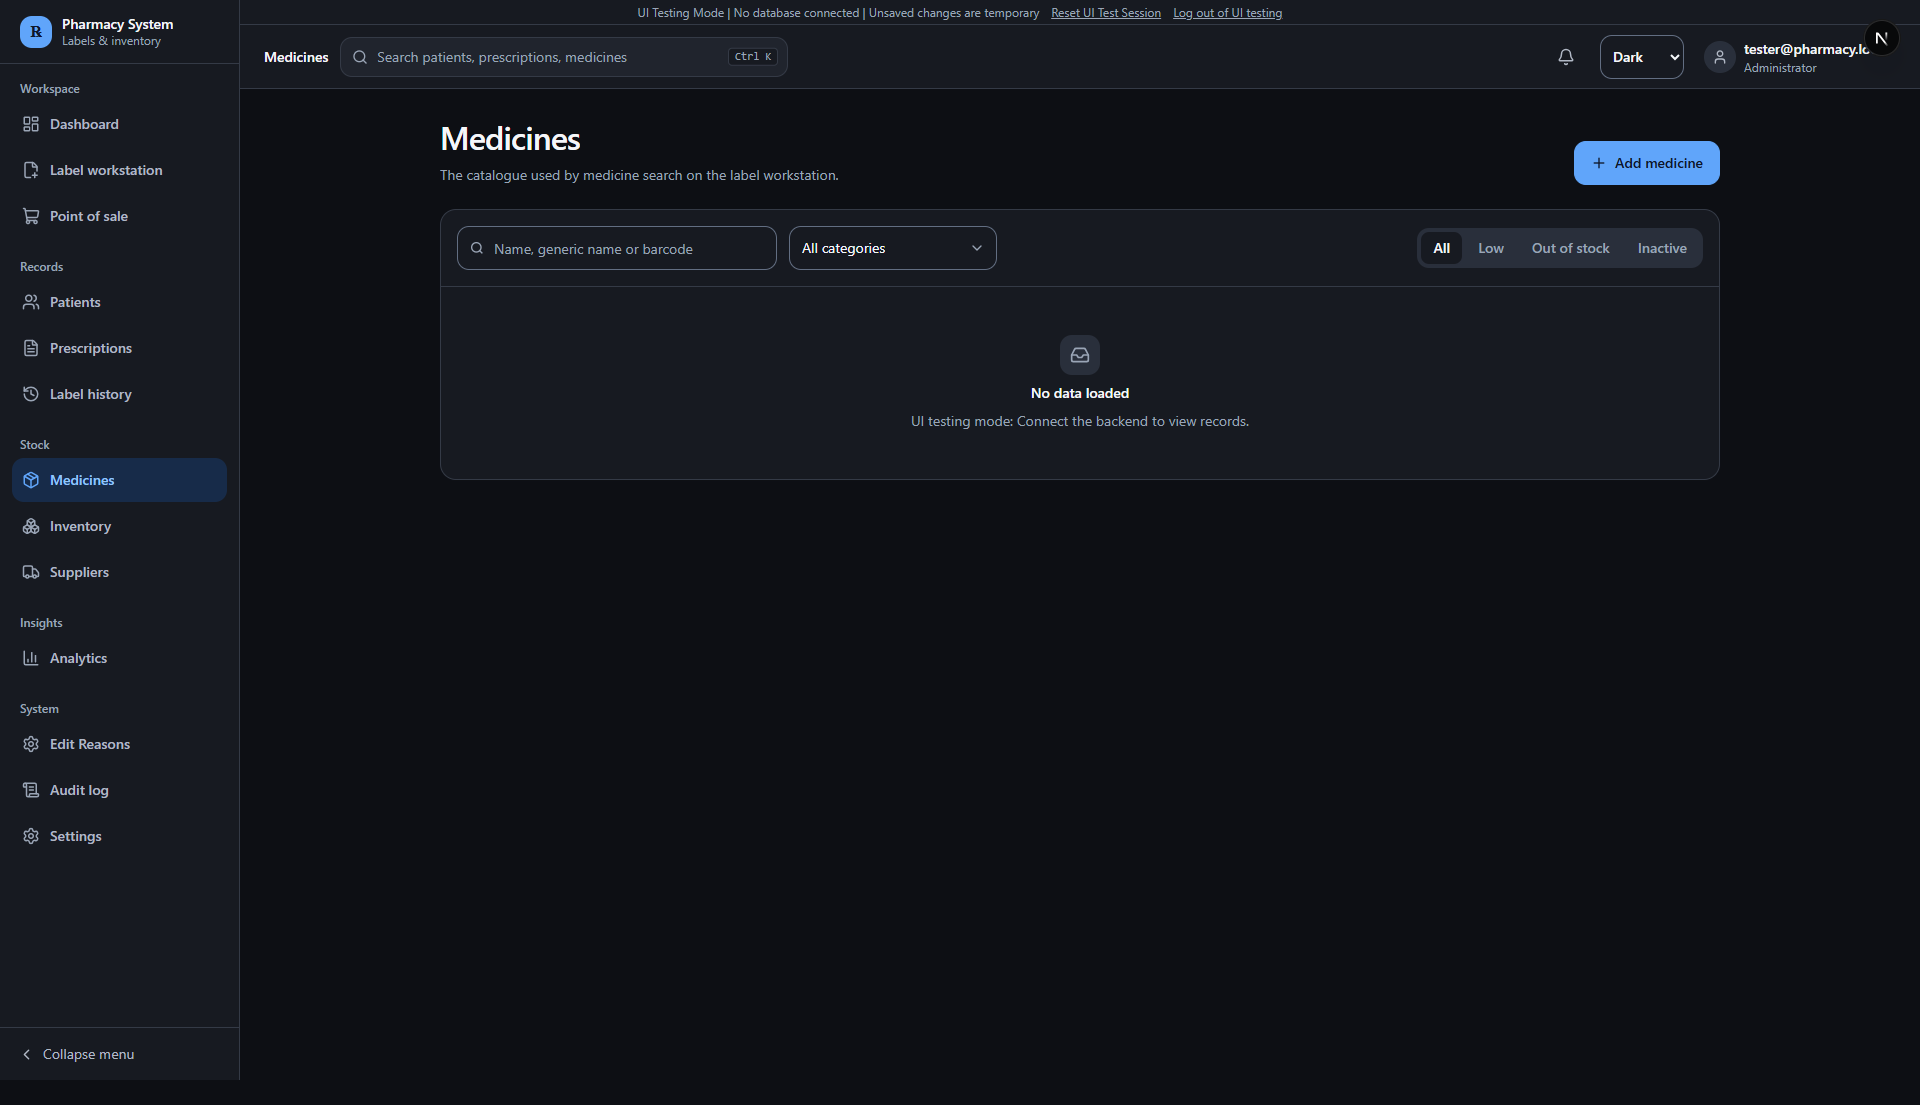 UI Testing Mode | No database connected | Unsaved changes are temporary Reset UI Test Session Log out of UI testing
R
Pharmacy System
Labels & inventory
Workspace
Dashboard
Label workstation
Point of sale
Records
Patients
Prescriptions
Label history
Stock
Medicines
Inventory
Suppliers
Insights
Analytics
System
Edit Reasons
Audit log
Settings
Collapse menu
Medicines
Search patients, prescriptions, medicines
Ctrl K
Dark
tester@pharmacy.lo
Administrator
N
Medicines
The catalogue used by medicine search on the label workstation.
Add medicine
Name, generic name or barcode
All categories
All
Low
Out of stock
Inactive
No data loaded
UI testing mode: Connect the backend to view records.